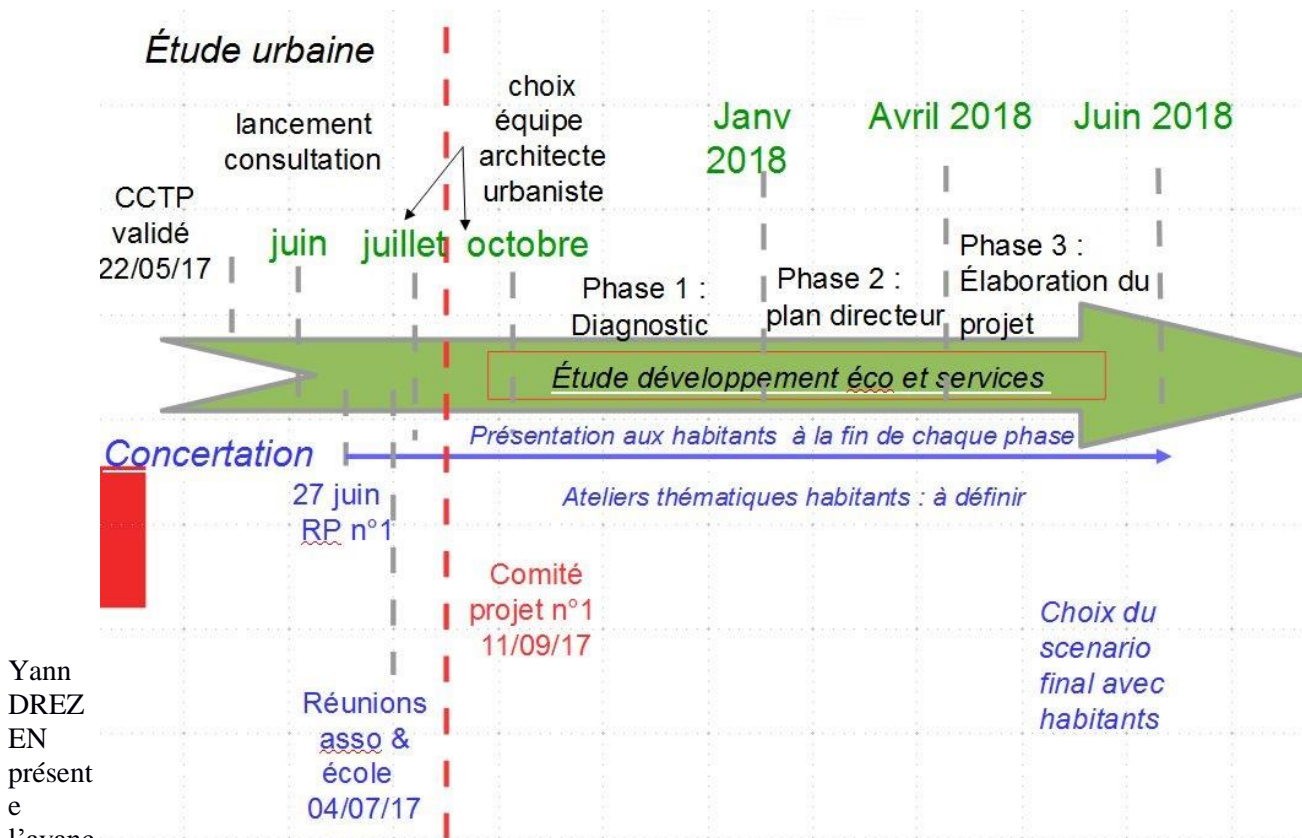 Étude urbaine
lancement
consultation
choix
équipe
architecte
urbaniste
Janv
2018
Avril 2018
Juin 2018
CCTP
validé
22/05/17
juin
juillet
octobre
Phase 1 :
Diagnostic
Phase 2 :
plan directeur
Phase 3 :
Élaboration du
projet
Étude développement éco et services
Concertation
Présentation aux habitants à la fin de chaque phase
27 juin
RP n°1
Ateliers thématiques habitants : à définir
Comité
projet n°1
11/09/17
Choix du
scenario
final avec
habitants
Réunions
asso &
école
04/07/17
Yann
DREZ
EN
présent
e